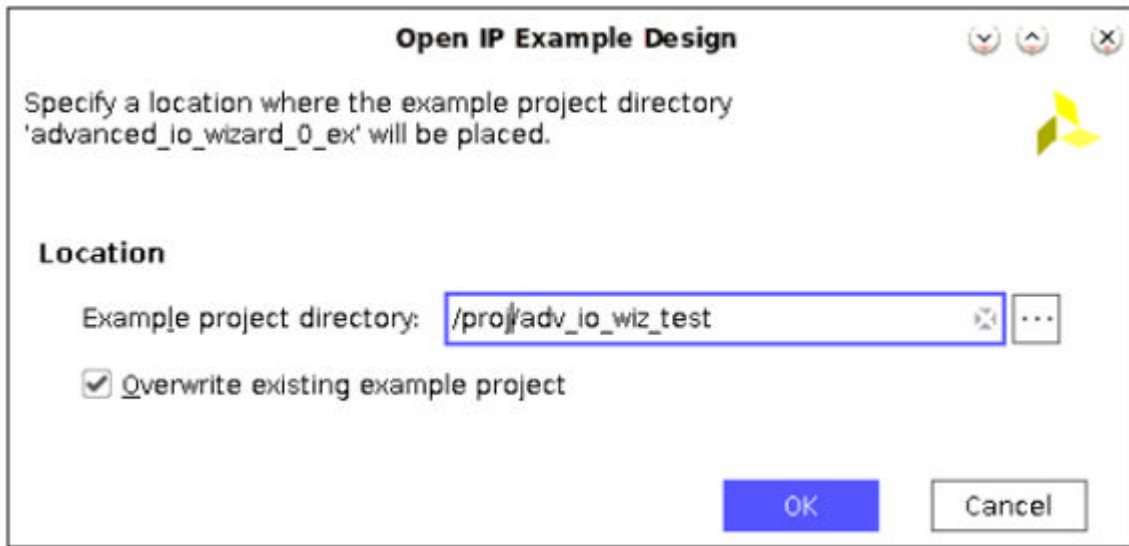 Open IP Example Design
Specify a location where the example project directory
'advanced_io_wizard_0_ex' will be placed.
Location
Example project directory: /proj/adv_io_wiz_test ...
Overwrite existing example project
OK Cancel